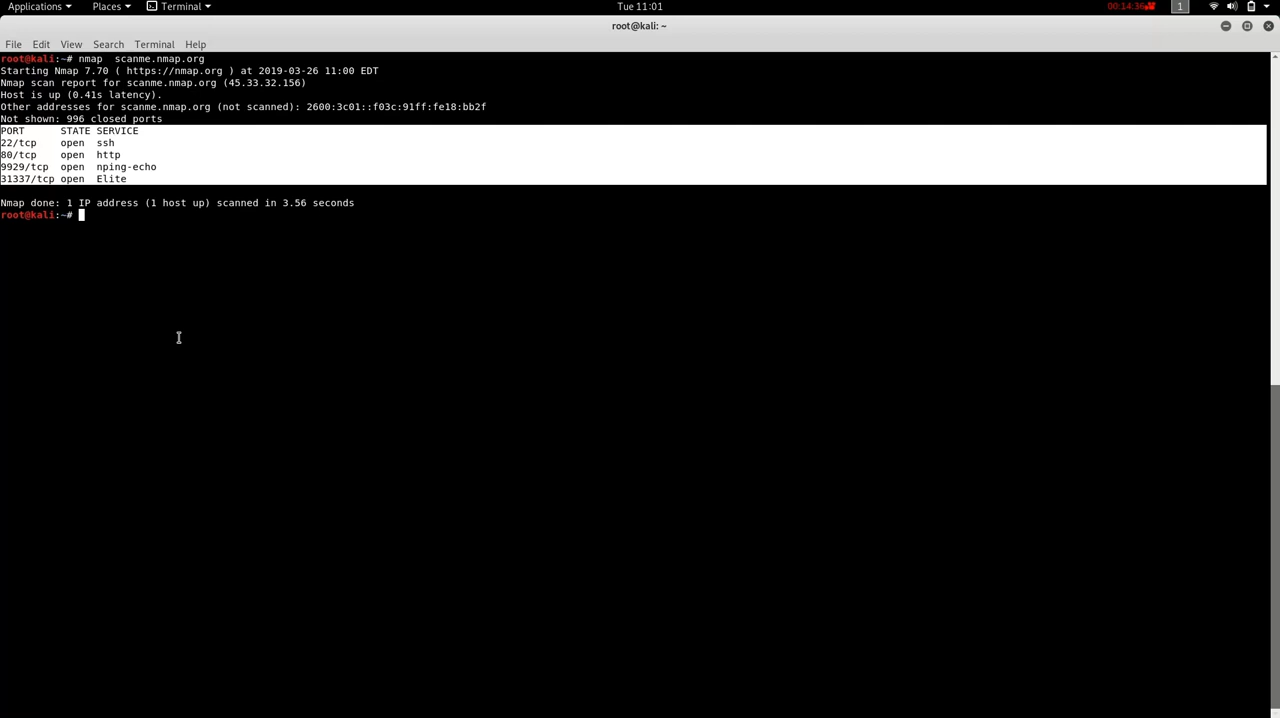 Applications Places Terminal Tue 11:01 00:14:36 1
root@kali: ~
File Edit View Search Terminal Help
root@kali:~# nmap  scanme.nmap.org
Starting Nmap 7.70 ( https://nmap.org ) at 2019-03-26 11:00 EDT
Nmap scan report for scanme.nmap.org (45.33.32.156)
Host is up (0.41s latency).
Other addresses for scanme.nmap.org (not scanned): 2600:3c01::f03c:91ff:fe18:bb2f
Not shown: 996 closed ports
PORT      STATE SERVICE
22/tcp    open  ssh
80/tcp    open  http
9929/tcp  open  nping-echo
31337/tcp open  Elite
Nmap done: 1 IP address (1 host up) scanned in 3.56 seconds
root@kali:~#